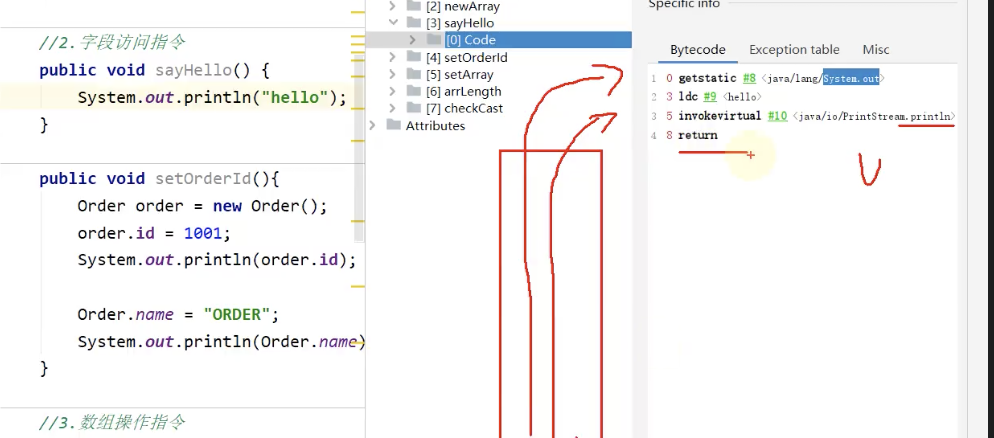 //2.字段访问指令
public void sayHello() {
System.out.println("hello");
}
public void setOrderId(){
Order order = new Order();
order.id = 1001;
System.out.println(order.id);
Order.name = "ORDER";
System.out.println(Order.name)
}
//3.数组操作指令
[2] newArray
[3] sayHello
[0] Code
[4] setOrderId
[5] setArray
[6] arrLength
[7] checkCast
Attributes
Specific info
Bytecode Exception table Misc
1 0 getstatic #8 <java/lang/System.out>
2 3 ldc #9 <hello>
3 5 invokevirtual #10 <java/io/PrintStream.println>
4 8 return